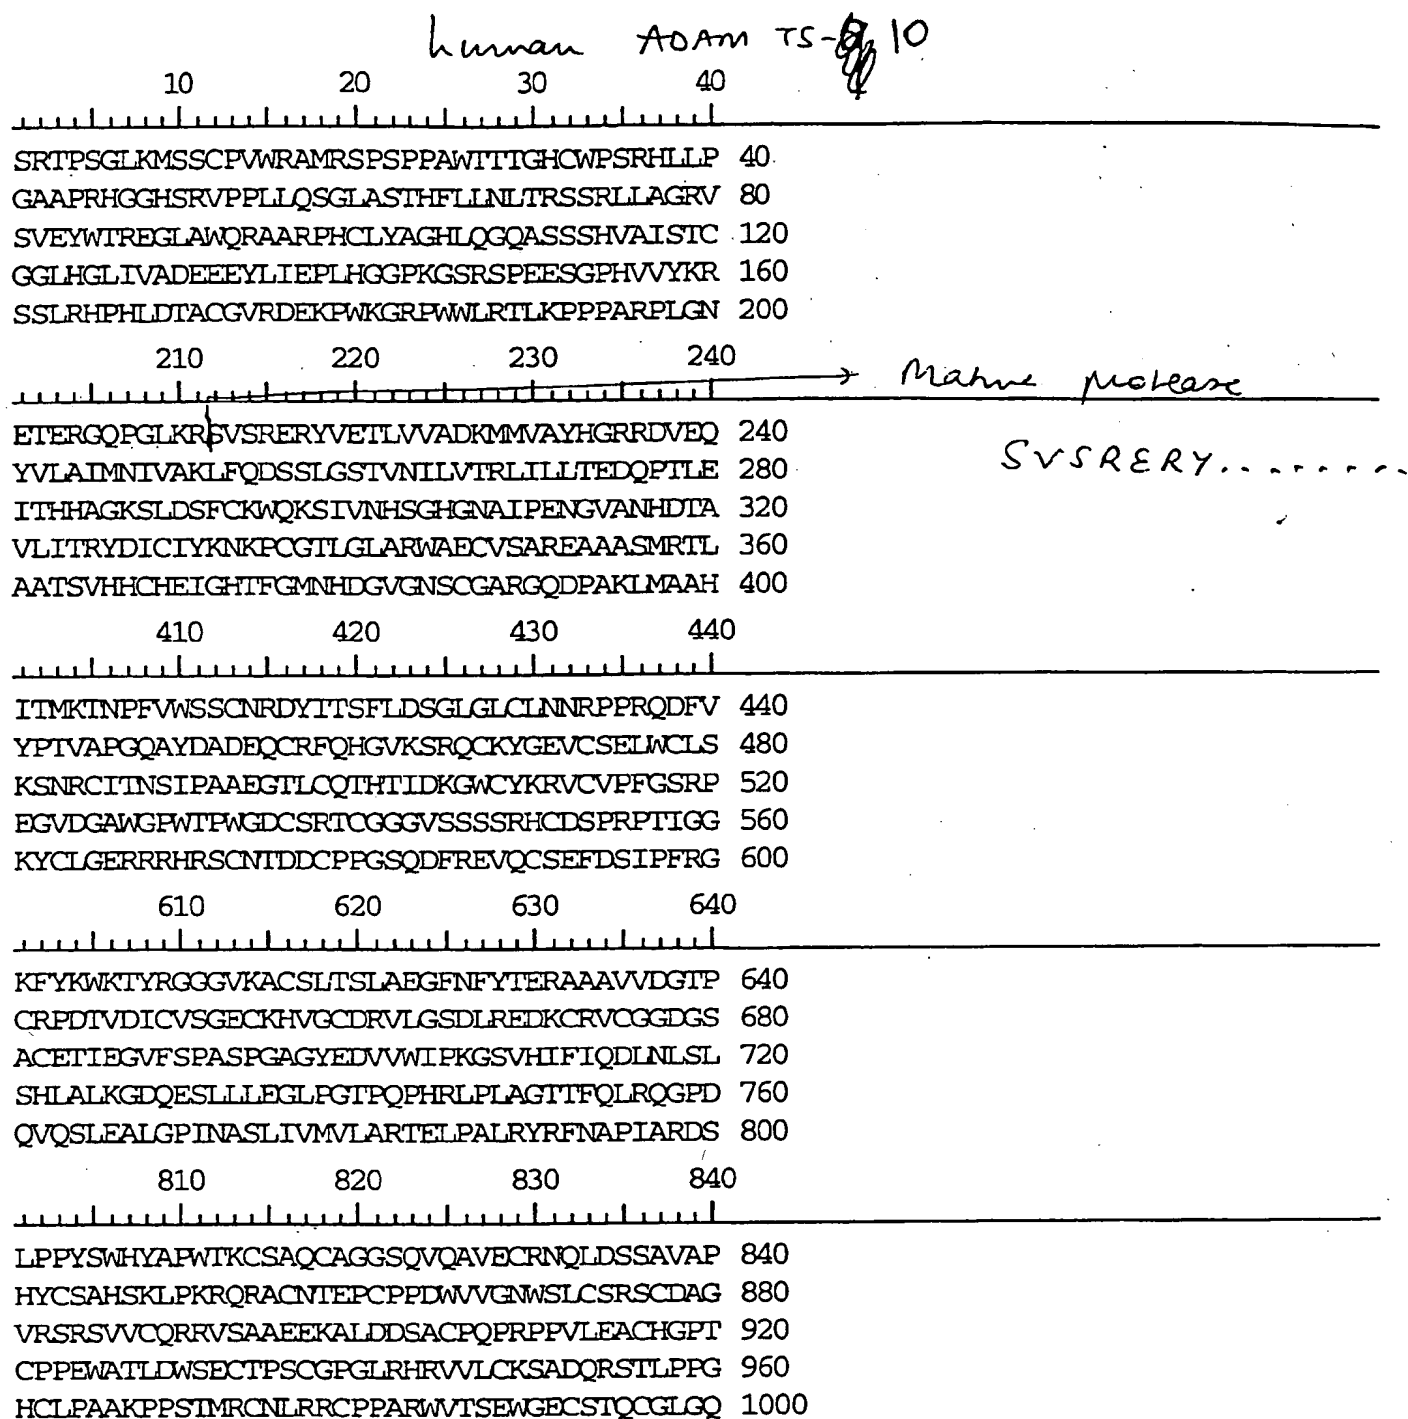 human ADAM TS-10
10 20 30 40
SRTPSGLKMSSCPVWRAMRSPSPPAWTTTGHCWPSRHLLP 40
GAAPRHGGHSRVPPLLQSGLASTHFLLNLTRSSRLLAGRV 80
SVEYWTREGLAWQRAARPHCLYAGHLQGQASSSHVAISTC 120
GGLHGLIVADEEEYLIEPLHGGPKGSRSPEESGPHVVYKR 160
SSLRHPHLDTACGVRDEKPWKGRPWWLRTLKPPPARPLGN 200
210 220 230 240
→ Mature protease
ETERGQPGLKRSVSRERYVETLVVADKMMVAYHGRRDVEQ 240
SVSRERY.........
YVLAIMNIVAKLFQDSSLGSTVNILVTRLILLTEDQPTLE 280
ITHHAGKSLDSFCKWQKSIVNHSGHGNAIPENGVANHDTA 320
VLITRYDICIYKNKPCGTLGLARWAECVSAREAAASMRTL 360
AATSVHHCHEIGHTFGMNHDGVGNSCGARGQDPAKLMAAH 400
410 420 430 440
ITMKTNPFVWSSCNRDYITSFLDSGLGLCLNNRPPRQDFV 440
YPTVAPGQAYDADEQCRFQHGVKSRQCKYGEVCSELWCLS 480
KSNRCITNSIPAAEGTLCQTHTIDKGWCYKRVCVPFGSRP 520
EGVDGAWGPWTPWGDCSRTCGGGVSSSSRHCDSPRPTIGG 560
KYCLGERRRHRSCNTDDCPPGSQDFREVQCSEFDSIPFRG 600
610 620 630 640
KFYKWKTYRGGGVKACSLTSLAEGFNFYTERAAAVVDGTP 640
CRPDTVDICVSGECKHVGCDRVLGSDLREDKCRVCGGDGS 680
ACETIEGVFSPASPGAGYEDVVWIPKGSVHIFIQDLNLSL 720
SHLALKGDQESLLLEGLPGTPQPHRLPLAGTTFQLRQGPD 760
QVQSLEALGPINASLIVMVLARTELPALRYRFNAPIARDS 800
810 820 830 840
LPPYSWHYAPWTKCSAQCAGGSQVQAVECRNQLDSSAVAP 840
HYCSAHSKLPKRQRACNTEPCPPDWVVGNWSLCSRSCDAG 880
VRSRSVVCQRRVSAAEEKALDDSACPQPRPPVLEACHGPT 920
CPPEWATLDWSECTPSCGPGLRHRVVLCKSADQRSTLPPG 960
HCLPAAKPPSTMRCNLRRCPPARWVTSEWGECSTQCGLGQ 1000